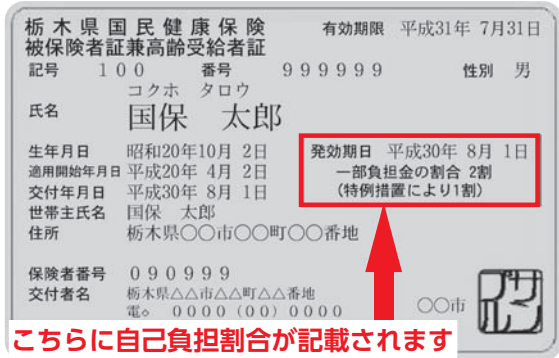 栃木県国民健康保険 有効期限 平成31年 7月31日
被保険者証兼高齢受給者証
記号 100 番号 999999 性別 男
コクホ タロウ
氏名 国保 太郎
生年月日 昭和20年10月 2日 発効期日 平成30年 8月 1日
適用開始年月日 平成20年 4月 2日 一部負担金の割合 2割
交付年月日 平成30年 8月 1日 (特例措置により1割)
世帯主氏名 国保 太郎
住所 栃木県〇〇市〇〇町〇〇番地
保険者番号 090999
交付者名 栃木県△△市△△町△△番地
電。 0000(00)0000 〇〇市
こちらに自己負担割合が記載されます